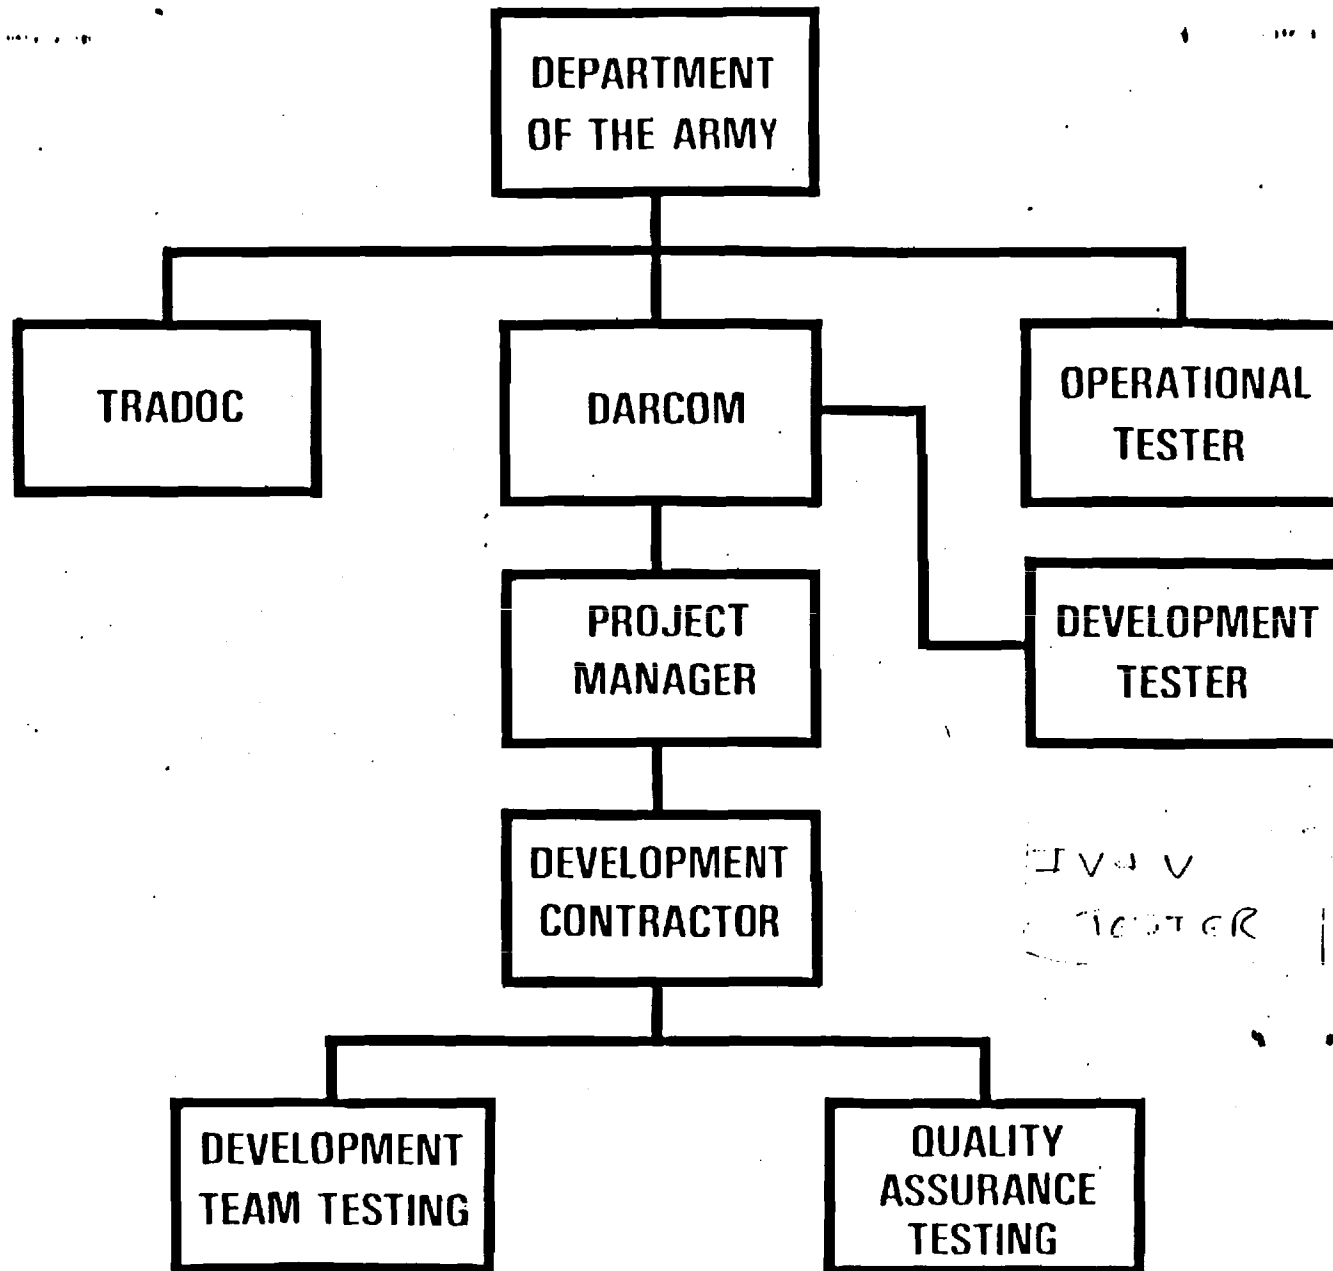 DEPARTMENT
OF THE ARMY
TRADOC
DARCOM
OPERATIONAL
TESTER
PROJECT
MANAGER
DEVELOPMENT
TESTER
DEVELOPMENT
CONTRACTOR
DEVELOPMENT
TEAM TESTING
QUALITY
ASSURANCE
TESTING